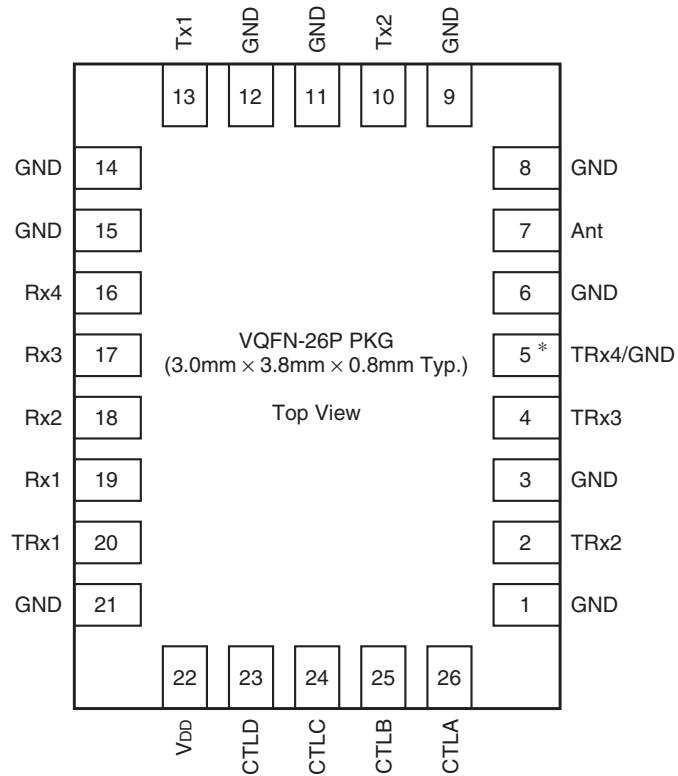 Tx1 GND GND Tx2 GND
13 12 11 10 9
GND 14 8 GND
GND 15 7 Ant
Rx4 16 6 GND
VQFN-26P PKG
Rx3 17 5 * TRx4/GND
(3.0mm × 3.8mm × 0.8mm Typ.)
Rx2 18 Top View 4 TRx3
Rx1 19 3 GND
TRx1 20 2 TRx2
GND 21 1 GND
22 23 24 25 26
VDD CTLD CTLC CTLB CTLA